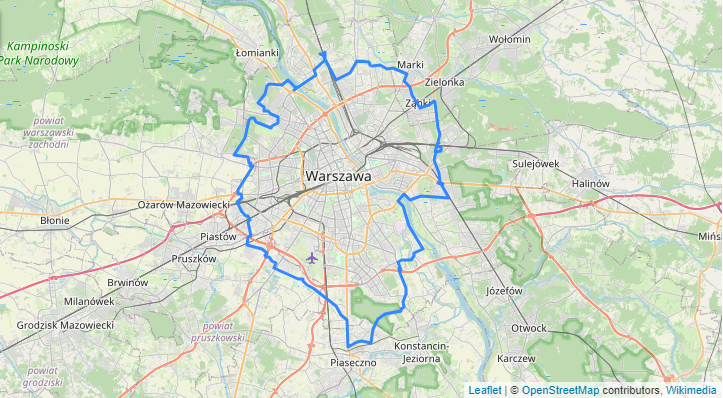 Wołomin
Kampinoski
Park Narodowy
Łomianki
Marki
Zielonka
Ząbki
powiat
warszawski
zachodni
Sulejówek
Warszawa
Halinów
Ożarów Mazowiecki
Błonie
Piastów
Mińsk
Pruszków
Brwinów
Józefów
Milanówek
Grodzisk Mazowiecki
powiat
pruszkowski
Otwock
Konstancin-
Jeziorna
Karczew
Piaseczno
powiat
grodziski
Leaflet | © OpenStreetMap contributors, Wikimedia